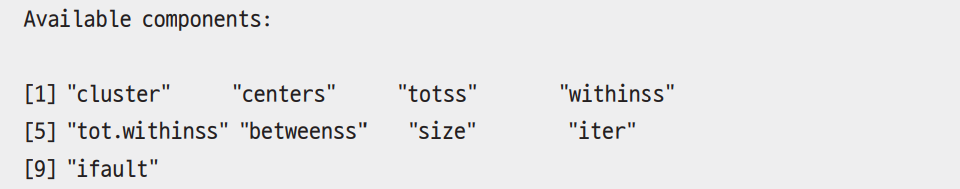 Available components:
[1] "cluster" "centers" "totss" "withinss"
[5] "tot.withinss" "betweenss" "size" "iter"
[9] "ifault"